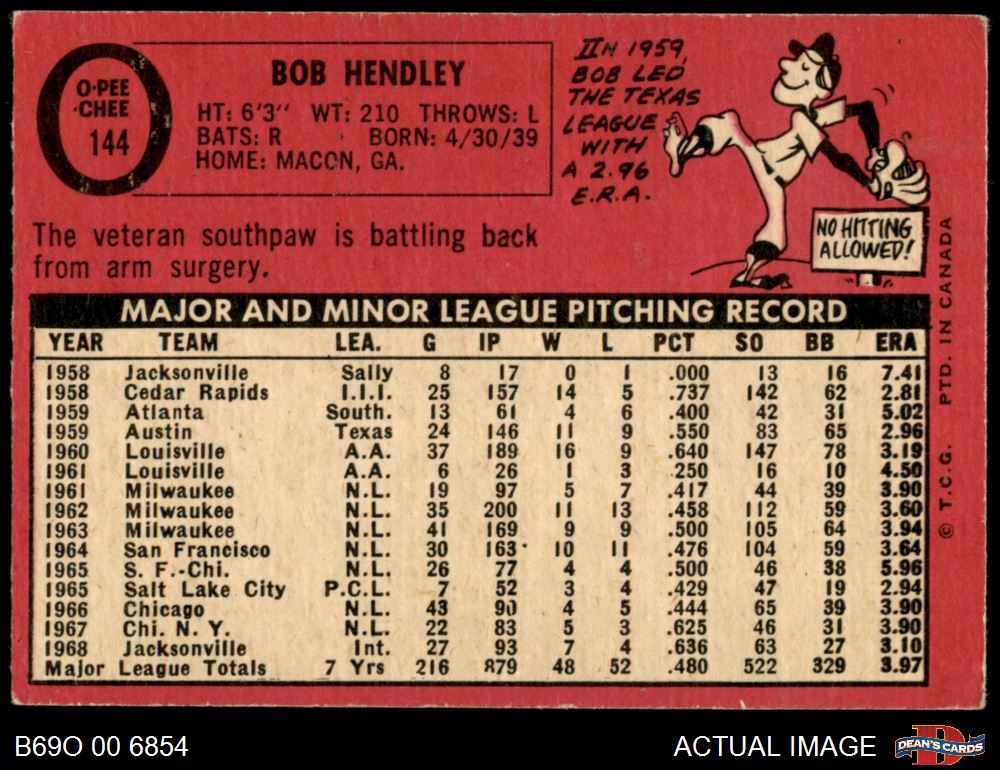 O-PEE
-CHEE
144
BOB HENDLEY
HT: 6'3" WT: 210 THROWS: L
BATS: R BORN: 4/30/39
HOME: MACON, GA.
IN 1959,
BOB LED
THE TEXAS
LEAGUE
WITH
A 2.96
E.R.A.
NO HITTING
ALLOWED!
The veteran southpaw is battling back
from arm surgery.
MAJOR AND MINOR LEAGUE PITCHING RECORD
YEAR TEAM LEA. G IP W L PCT SO BB ERA
1958 Jacksonville Sally 8 17 0 1 .000 13 16 7.41
1958 Cedar Rapids I.I.I. 25 157 14 5 .737 142 62 2.81
1959 Atlanta South. 13 61 4 6 .400 42 31 5.02
1959 Austin Texas 24 146 11 9 .550 83 65 2.96
1960 Louisville A.A. 37 189 16 9 .640 147 78 3.19
1961 Louisville A.A. 6 26 1 3 .250 16 10 4.50
1961 Milwaukee N.L. 19 97 5 7 .417 44 39 3.90
1962 Milwaukee N.L. 35 200 11 13 .458 112 59 3.60
1963 Milwaukee N.L. 41 169 9 9 .500 105 64 3.94
1964 San Francisco N.L. 30 163 10 11 .476 104 59 3.64
1965 S. F.-Chi. N.L. 26 77 4 4 .500 46 38 5.96
1965 Salt Lake City P.C.L. 7 52 3 4 .429 47 19 2.94
1966 Chicago N.L. 43 90 4 5 .444 65 39 3.90
1967 Chi. N. Y. N.L. 22 83 5 3 .625 46 31 3.90
1968 Jacksonville Int. 27 93 7 4 .636 63 27 3.10
Major League Totals 7 Yrs 216 879 48 52 .480 522 329 3.97
© T.C.G. PTD. IN CANADA
B69O 00 6854
ACTUAL IMAGE
DEAN'S CARDS